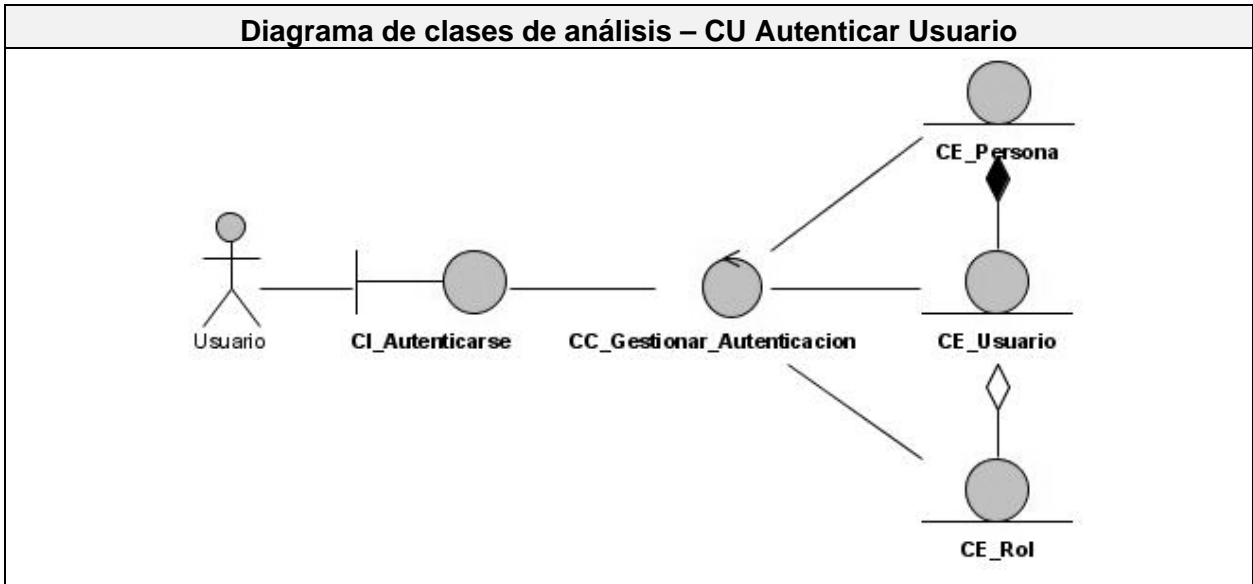 Diagrama de clases de análisis – CU Autenticar Usuario
CE_Persona
Usuario
CI_Autenticarse
CC_Gestionar_Autenticacion
CE_Usuario
CE_Rol